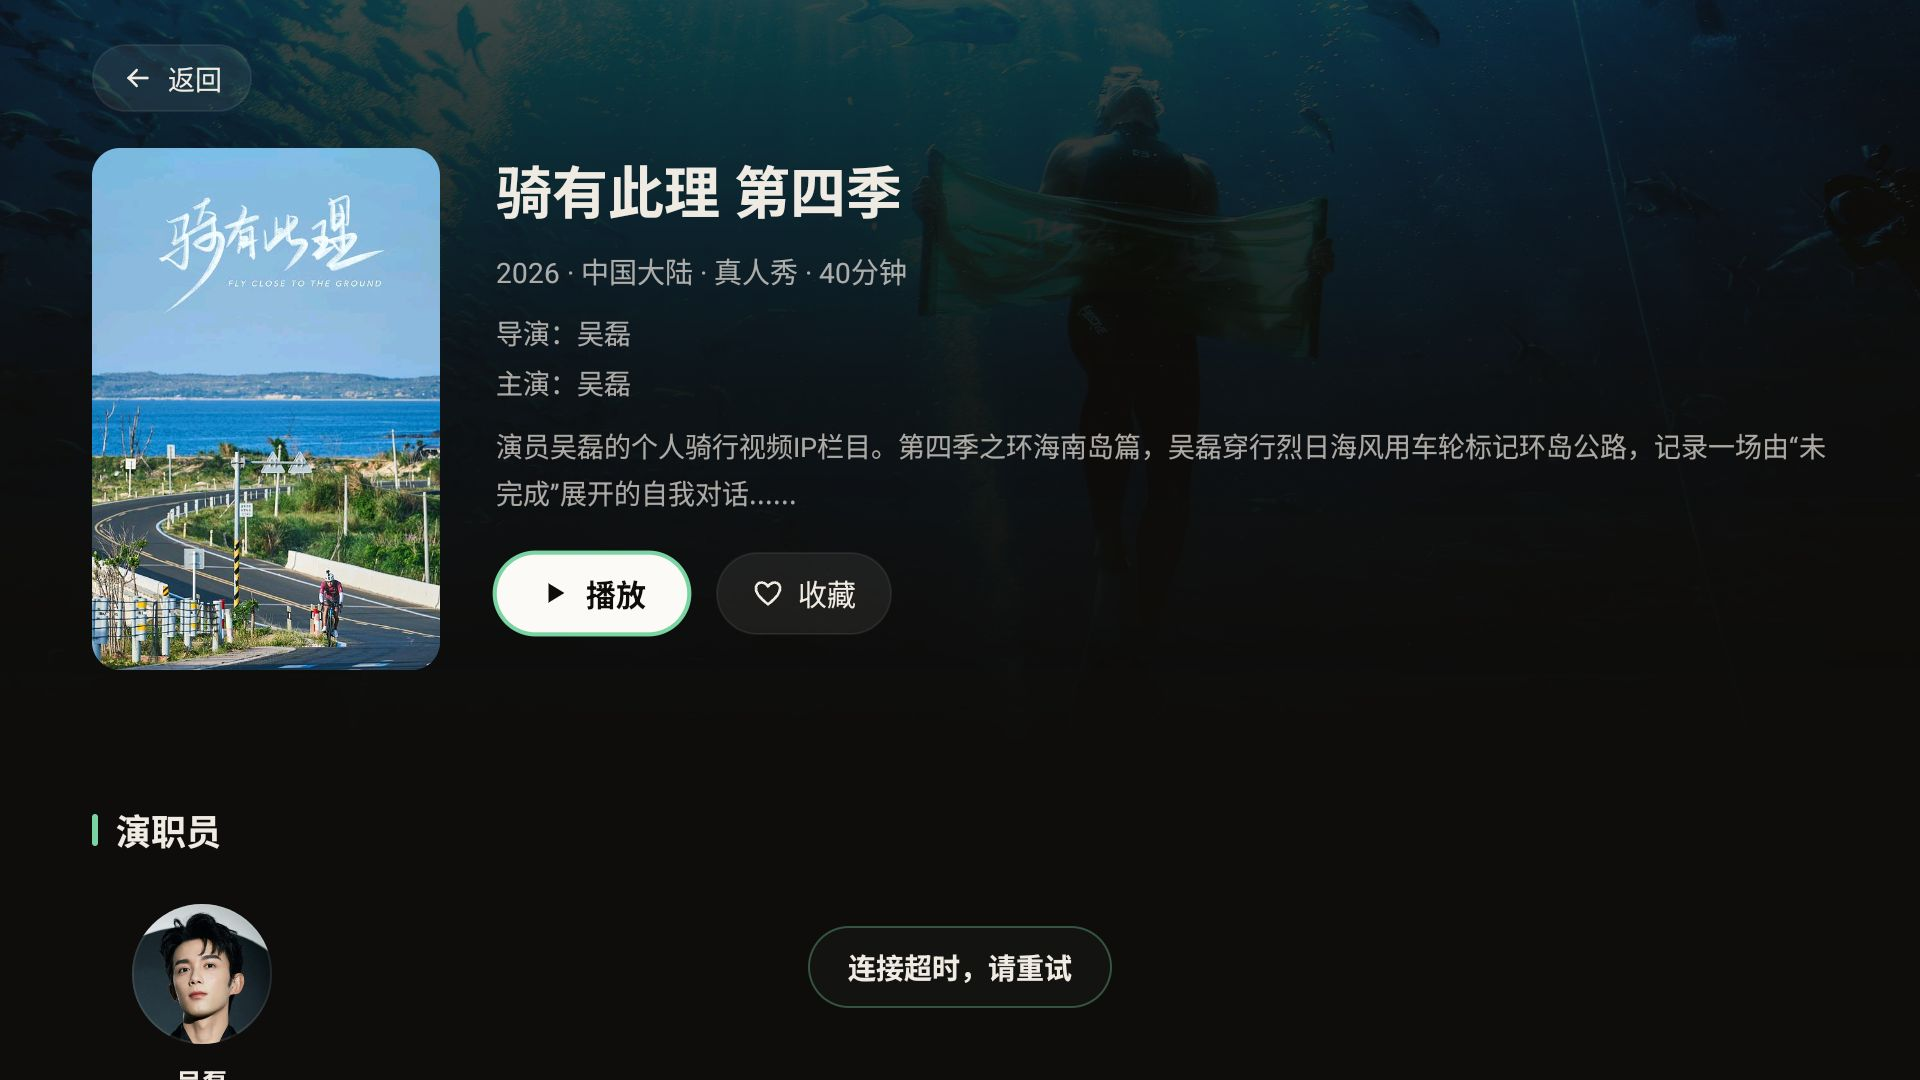 返回
骑有此理
FLY CLOSE TO THE GROUND
骑有此理 第四季
2026 · 中国大陆 · 真人秀 · 40分钟
导演：吴磊
主演：吴磊
演员吴磊的个人骑行视频IP栏目。第四季之环海南岛篇，吴磊穿行烈日海风用车轮标记环岛公路，记录一场由“未
完成”展开的自我对话……
播放
收藏
演职员
连接超时，请重试
吴磊